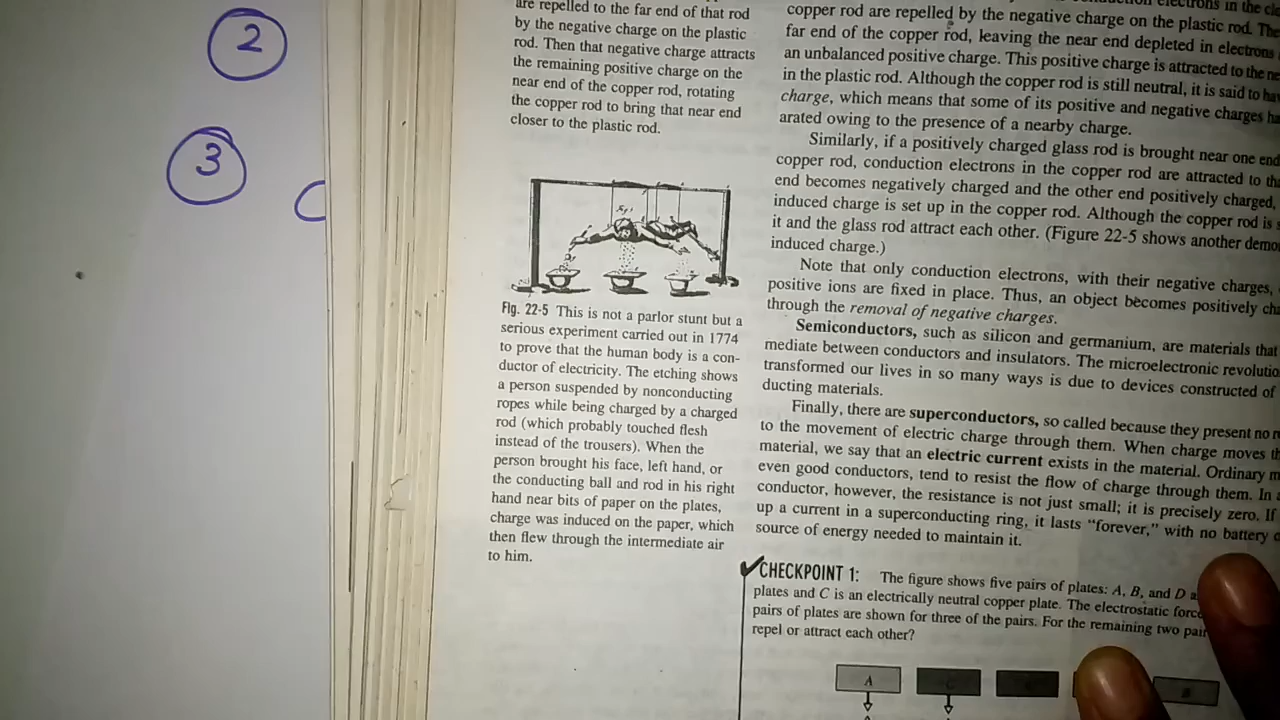 2
3
are repelled to the far end of that rod
by the negative charge on the plastic
rod. Then that negative charge attracts
the remaining positive charge on the
near end of the copper rod, rotating
the copper rod to bring that near end
closer to the plastic rod.
Fig. 22-5 This is not a parlor stunt but a
serious experiment carried out in 1774
to prove that the human body is a con-
ductor of electricity. The etching shows
a person suspended by nonconducting
ropes while being charged by a charged
rod (which probably touched flesh
instead of the trousers). When the
person brought his face, left hand, or
the conducting ball and rod in his right
hand near bits of paper on the plates,
charge was induced on the paper, which
then flew through the intermediate air
to him.
electrons in the
copper rod are repelled by the negative charge on the plastic rod. The
far end of the copper rod, leaving the near end depleted in electrons
an unbalanced positive charge. This positive charge is attracted to the
in the plastic rod. Although the copper rod is still neutral, it is said to
charge, which means that some of its positive and negative charges
arated owing to the presence of a nearby charge.
Similarly, if a positively charged glass rod is brought near one end
copper rod, conduction electrons in the copper rod are attracted to
end becomes negatively charged and the other end positively charged,
induced charge is set up in the copper rod. Although the copper rod is
it and the glass rod attract each other. (Figure 22-5 shows another
induced charge.)
Note that only conduction electrons, with their negative charges,
positive ions are fixed in place. Thus, an object becomes positively
through the removal of negative charges.
Semiconductors, such as silicon and germanium, are materials that
mediate between conductors and insulators. The microelectronic
transformed our lives in so many ways is due to devices constructed of
ducting materials.
Finally, there are superconductors, so called because they present no
to the movement of electric charge through them. When charge moves
material, we say that an electric current exists in the material. Ordinary
even good conductors, tend to resist the flow of charge through them. In
conductor, however, the resistance is not just small; it is precisely zero. If
up a current in a superconducting ring, it lasts "forever," with no battery
source of energy needed to maintain it.
CHECKPOINT 1: The figure shows five pairs of plates: A, B, and D
plates and C is an electrically neutral copper plate. The electrostatic
pairs of plates are shown for three of the pairs. For the remaining two
repel or attract each other?
A